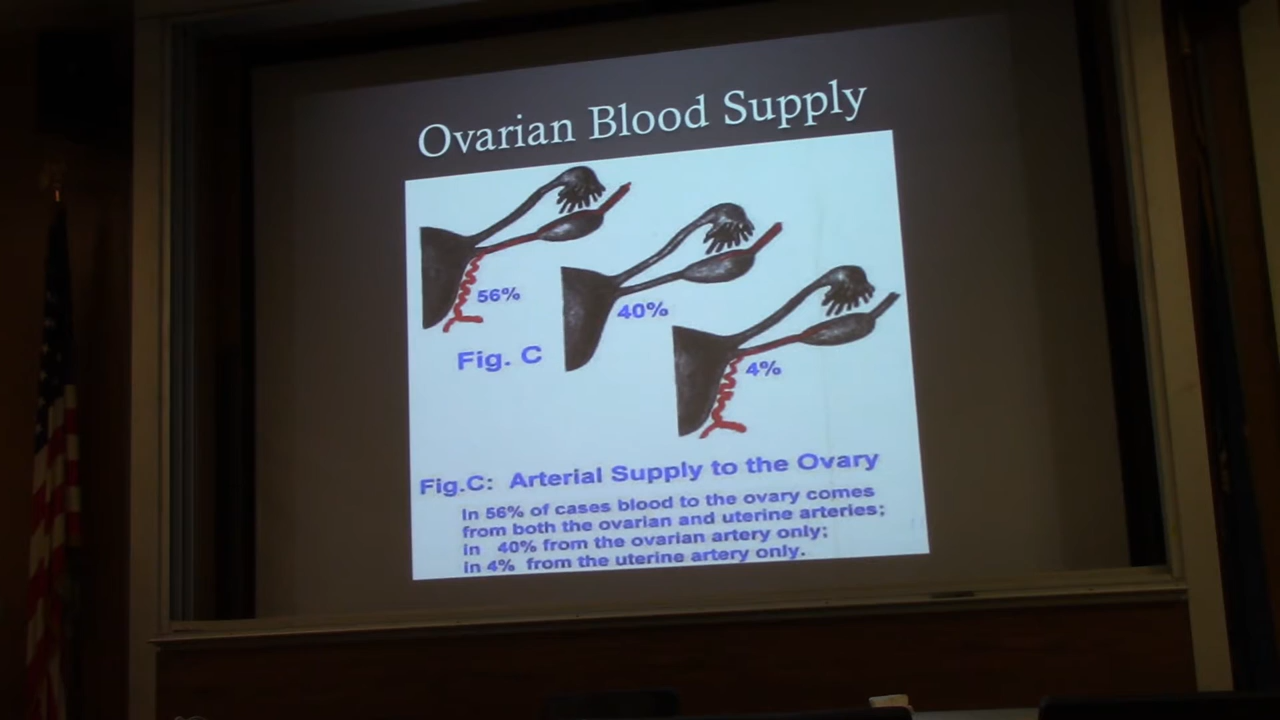 Ovarian Blood Supply
56%
40%
4%
Fig. C
Fig.C: Arterial Supply to the Ovary
In 56% of cases blood to the ovary comes
from both the ovarian and uterine arteries;
in 40% from the ovarian artery only;
in 4% from the uterine artery only.